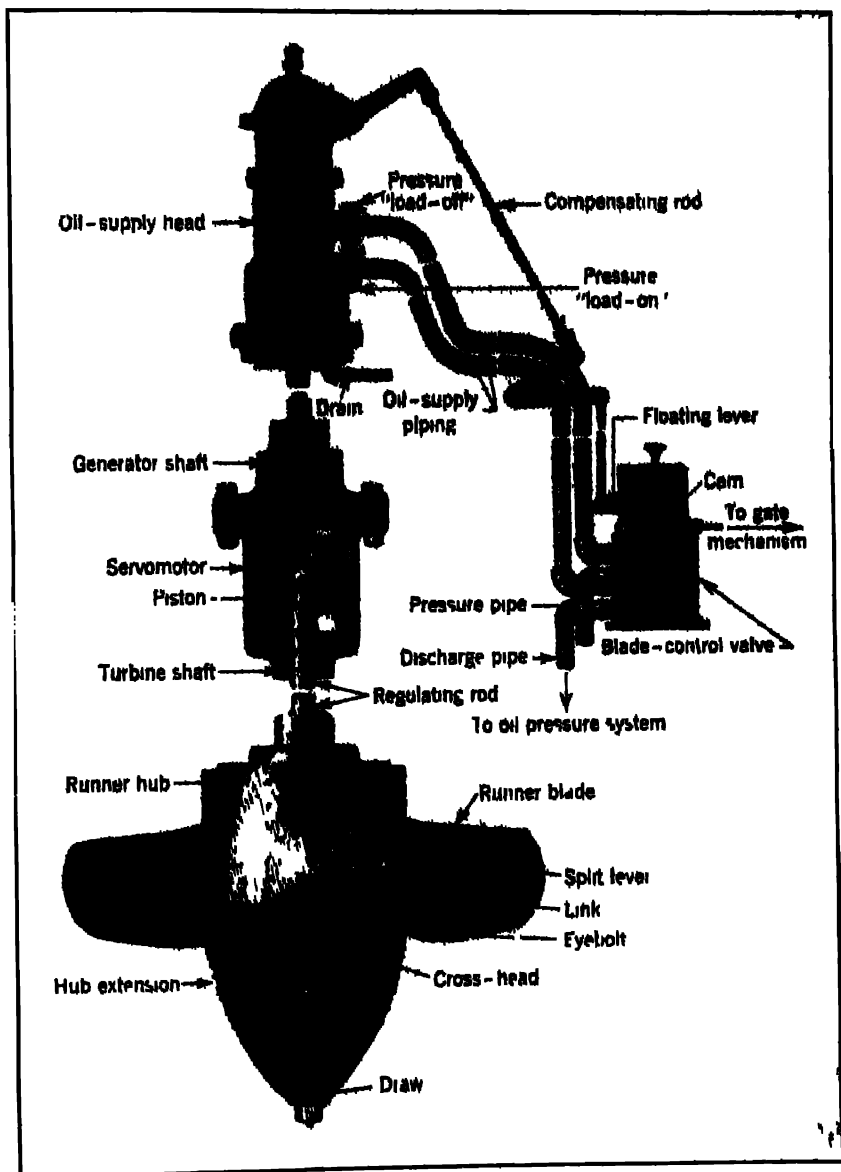 Pressure
"load-off"
Oil-supply head
Compensating rod
Pressure
"load-on"
Drain
Oil-supply
piping
Floating lever
Generator shaft
Cam
To gate
mechanism
Servomotor
Piston
Pressure pipe
Blade-control valve
Discharge pipe
Turbine shaft
Regulating rod
To oil pressure system
Runner hub
Runner blade
Split lever
Link
Eyebolt
Hub extension
Cross-head
Draw